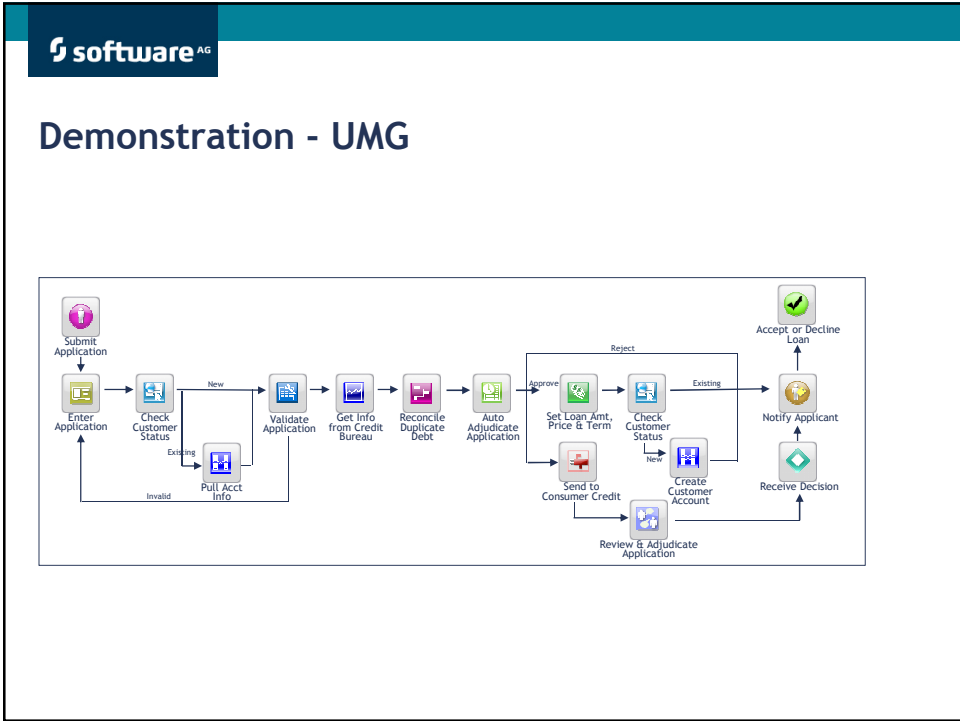 software AG
Demonstration - UMG
Submit
Application
Enter
Application
Check
Customer
Status
New
Existing
Pull Acct
Info
Invalid
Validate
Application
Get Info
from Credit
Bureau
Reconcile
Duplicate
Debt
Auto
Adjudicate
Application
Reject
Approve
Set Loan Amt,
Price & Term
Check
Customer
Status
Existing
New
Create
Customer
Account
Send to
Consumer Credit
Review & Adjudicate
Application
Receive Decision
Notify Applicant
Accept or Decline
Loan